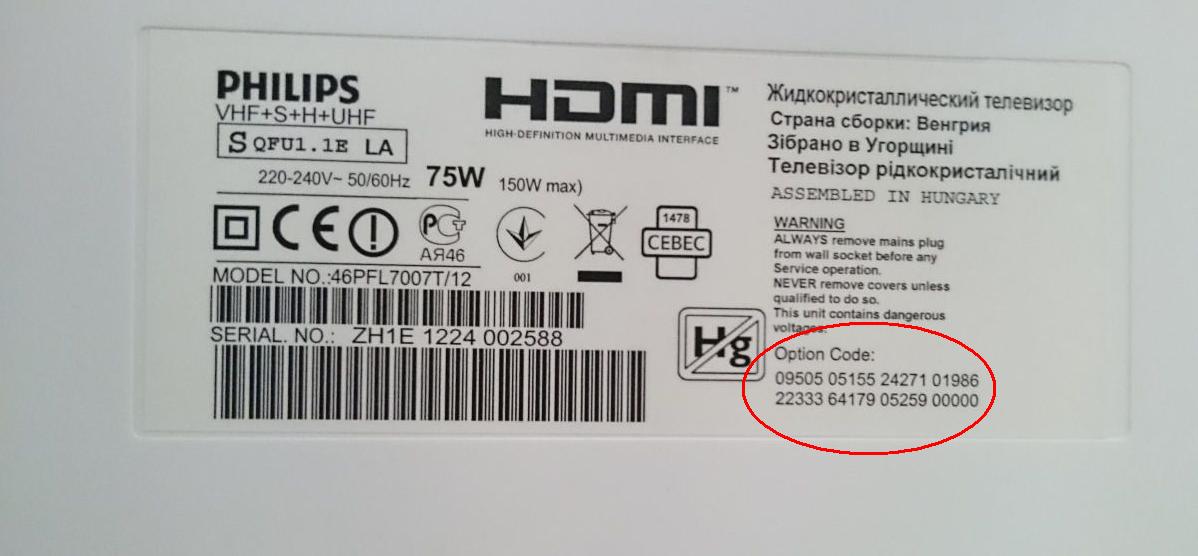 PHILIPS
VHF+S+H+UHF
S QFU1.1E LA
220-240V~ 50/60Hz 75W 150W max)
PC
АЯ46
001
1478
CEBEC
MODEL NO.:46PFL7007T/12
SERIAL. NO.: ZH1E 1224 002588
HDMI™
HIGH-DEFINITION MULTIMEDIA INTERFACE
Hg
Жидкокристаллический телевизор
Страна сборки: Венгрия
Зібрано в Угорщині
Телевізор рідкокристалічний
ASSEMBLED IN HUNGARY
WARNING
ALWAYS remove mains plug
from wall socket before any
Service operation.
NEVER remove covers unless
qualified to do so.
This unit contains dangerous
voltages.
Option Code:
09505 05155 24271 01986
22333 64179 05259 00000